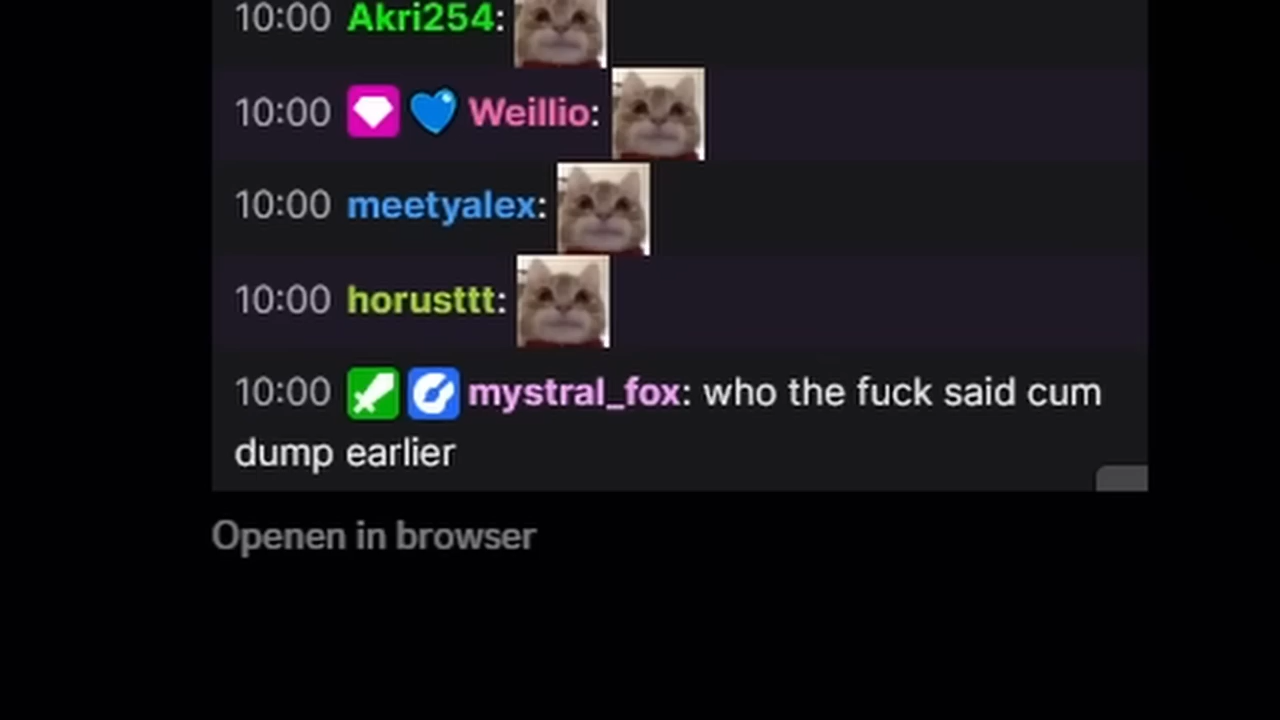 10:00 Akri254:
10:00 Weillio:
10:00 meetyalex:
10:00 horusttt:
10:00 mystral_fox: who the fuck said cum
dump earlier
Openen in browser